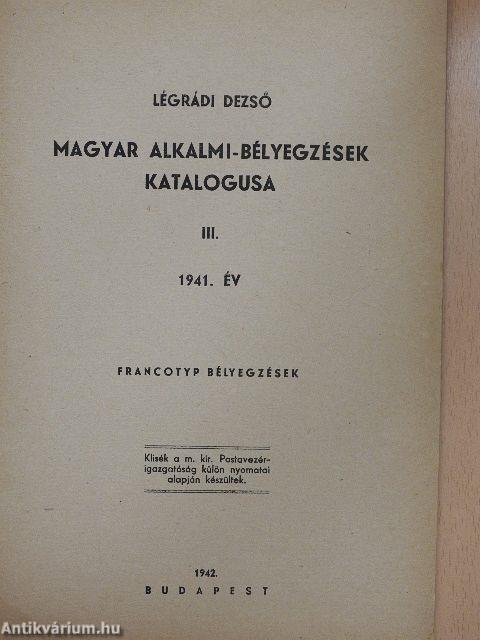 LÉGRÁDI DEZSŐ
MAGYAR ALKALMI-BÉLYEGZÉSEK
KATALOGUSA
III.
1941. ÉV
FRANCOTYP BÉLYEGZÉSEK
Klisék a m. kir. Postavezér-
igazgatóság külön nyomatai
alapján készültek.
1942.
BUDAPEST
Antikvárium.hu